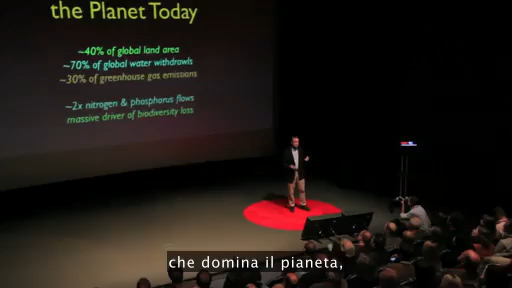 the Planet Today
~40% of global land area
~70% of global water withdrawls
~30% of greenhouse gas emissions
~2x nitrogen & phosphorus flows
massive driver of biodiversity loss
che domina il pianeta,